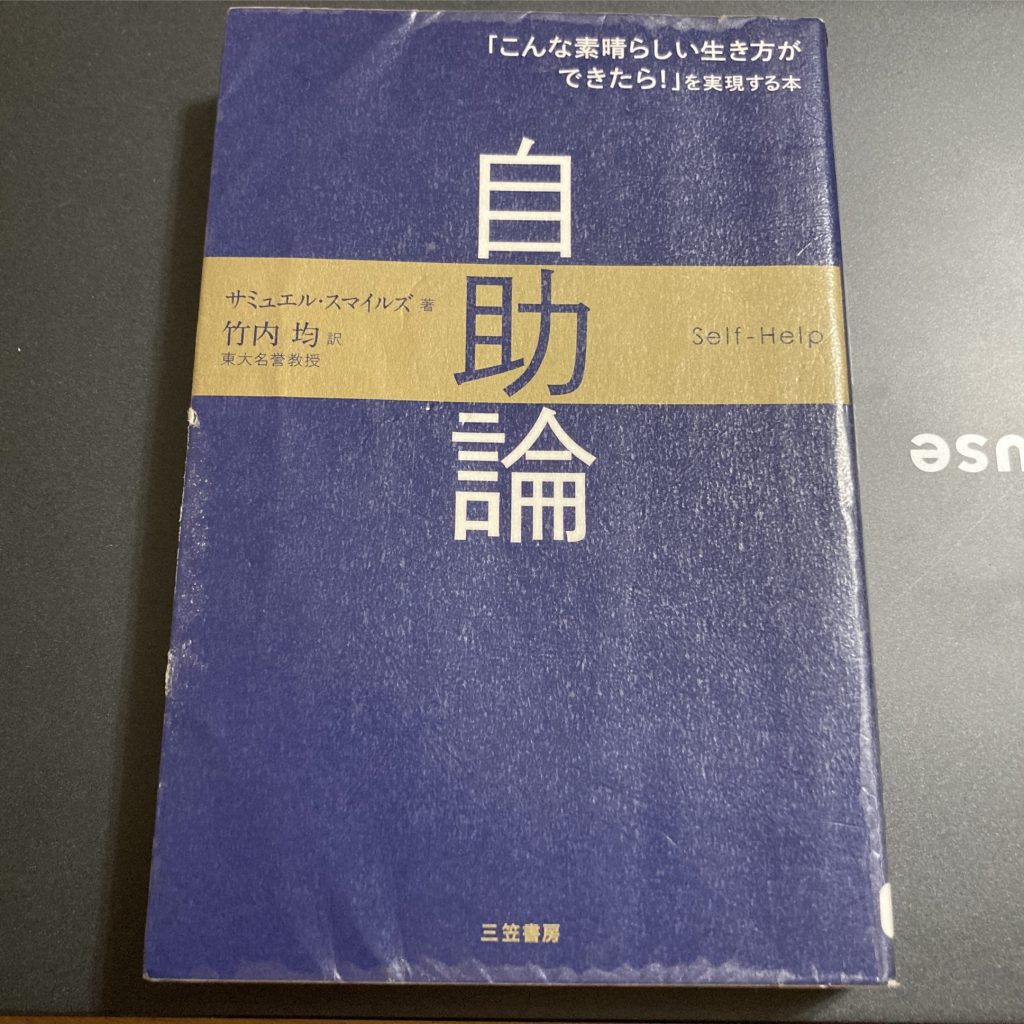 「こんな素晴らしい生き方が
できたら！」を実現する本
自助論
サミュエル・スマイルズ 著
竹内 均 訳
東大名誉教授
Self-Help
三笠書房
use